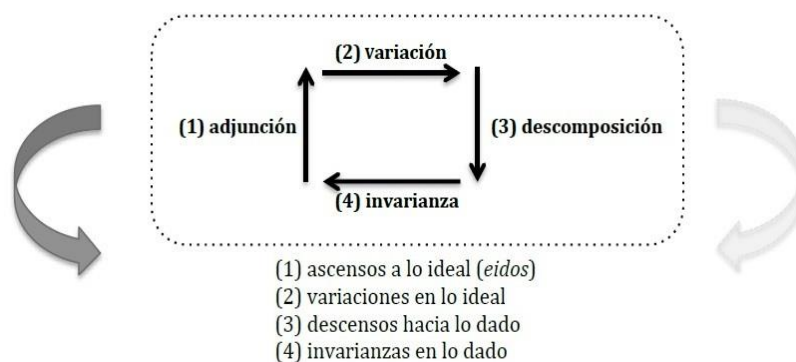 (2) variación
(1) adjunción
(3) descomposición
(4) invarianza
(1) ascensos a lo ideal (eidos)
(2) variaciones en lo ideal
(3) descensos hacia lo dado
(4) invarianzas en lo dado